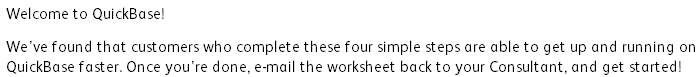 Welcome to QuickBase!
We've found that customers who complete these four simple steps are able to get up and running on
QuickBase faster. Once you're done, e-mail the worksheet back to your Consultant, and get started!